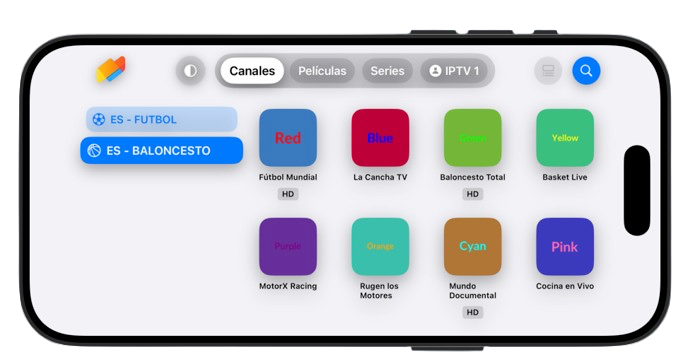 Canales
Películas
Series
IPTV 1
ES - FUTBOL
ES - BALONCESTO
Red
Blue
Green
Yellow
Fútbol Mundial
La Cancha TV
Baloncesto Total
Basket Live
HD
HD
Purple
Orange
Cyan
Pink
MotorX Racing
Rugen los
Motores
Mundo
Documental
Cocina en Vivo
HD